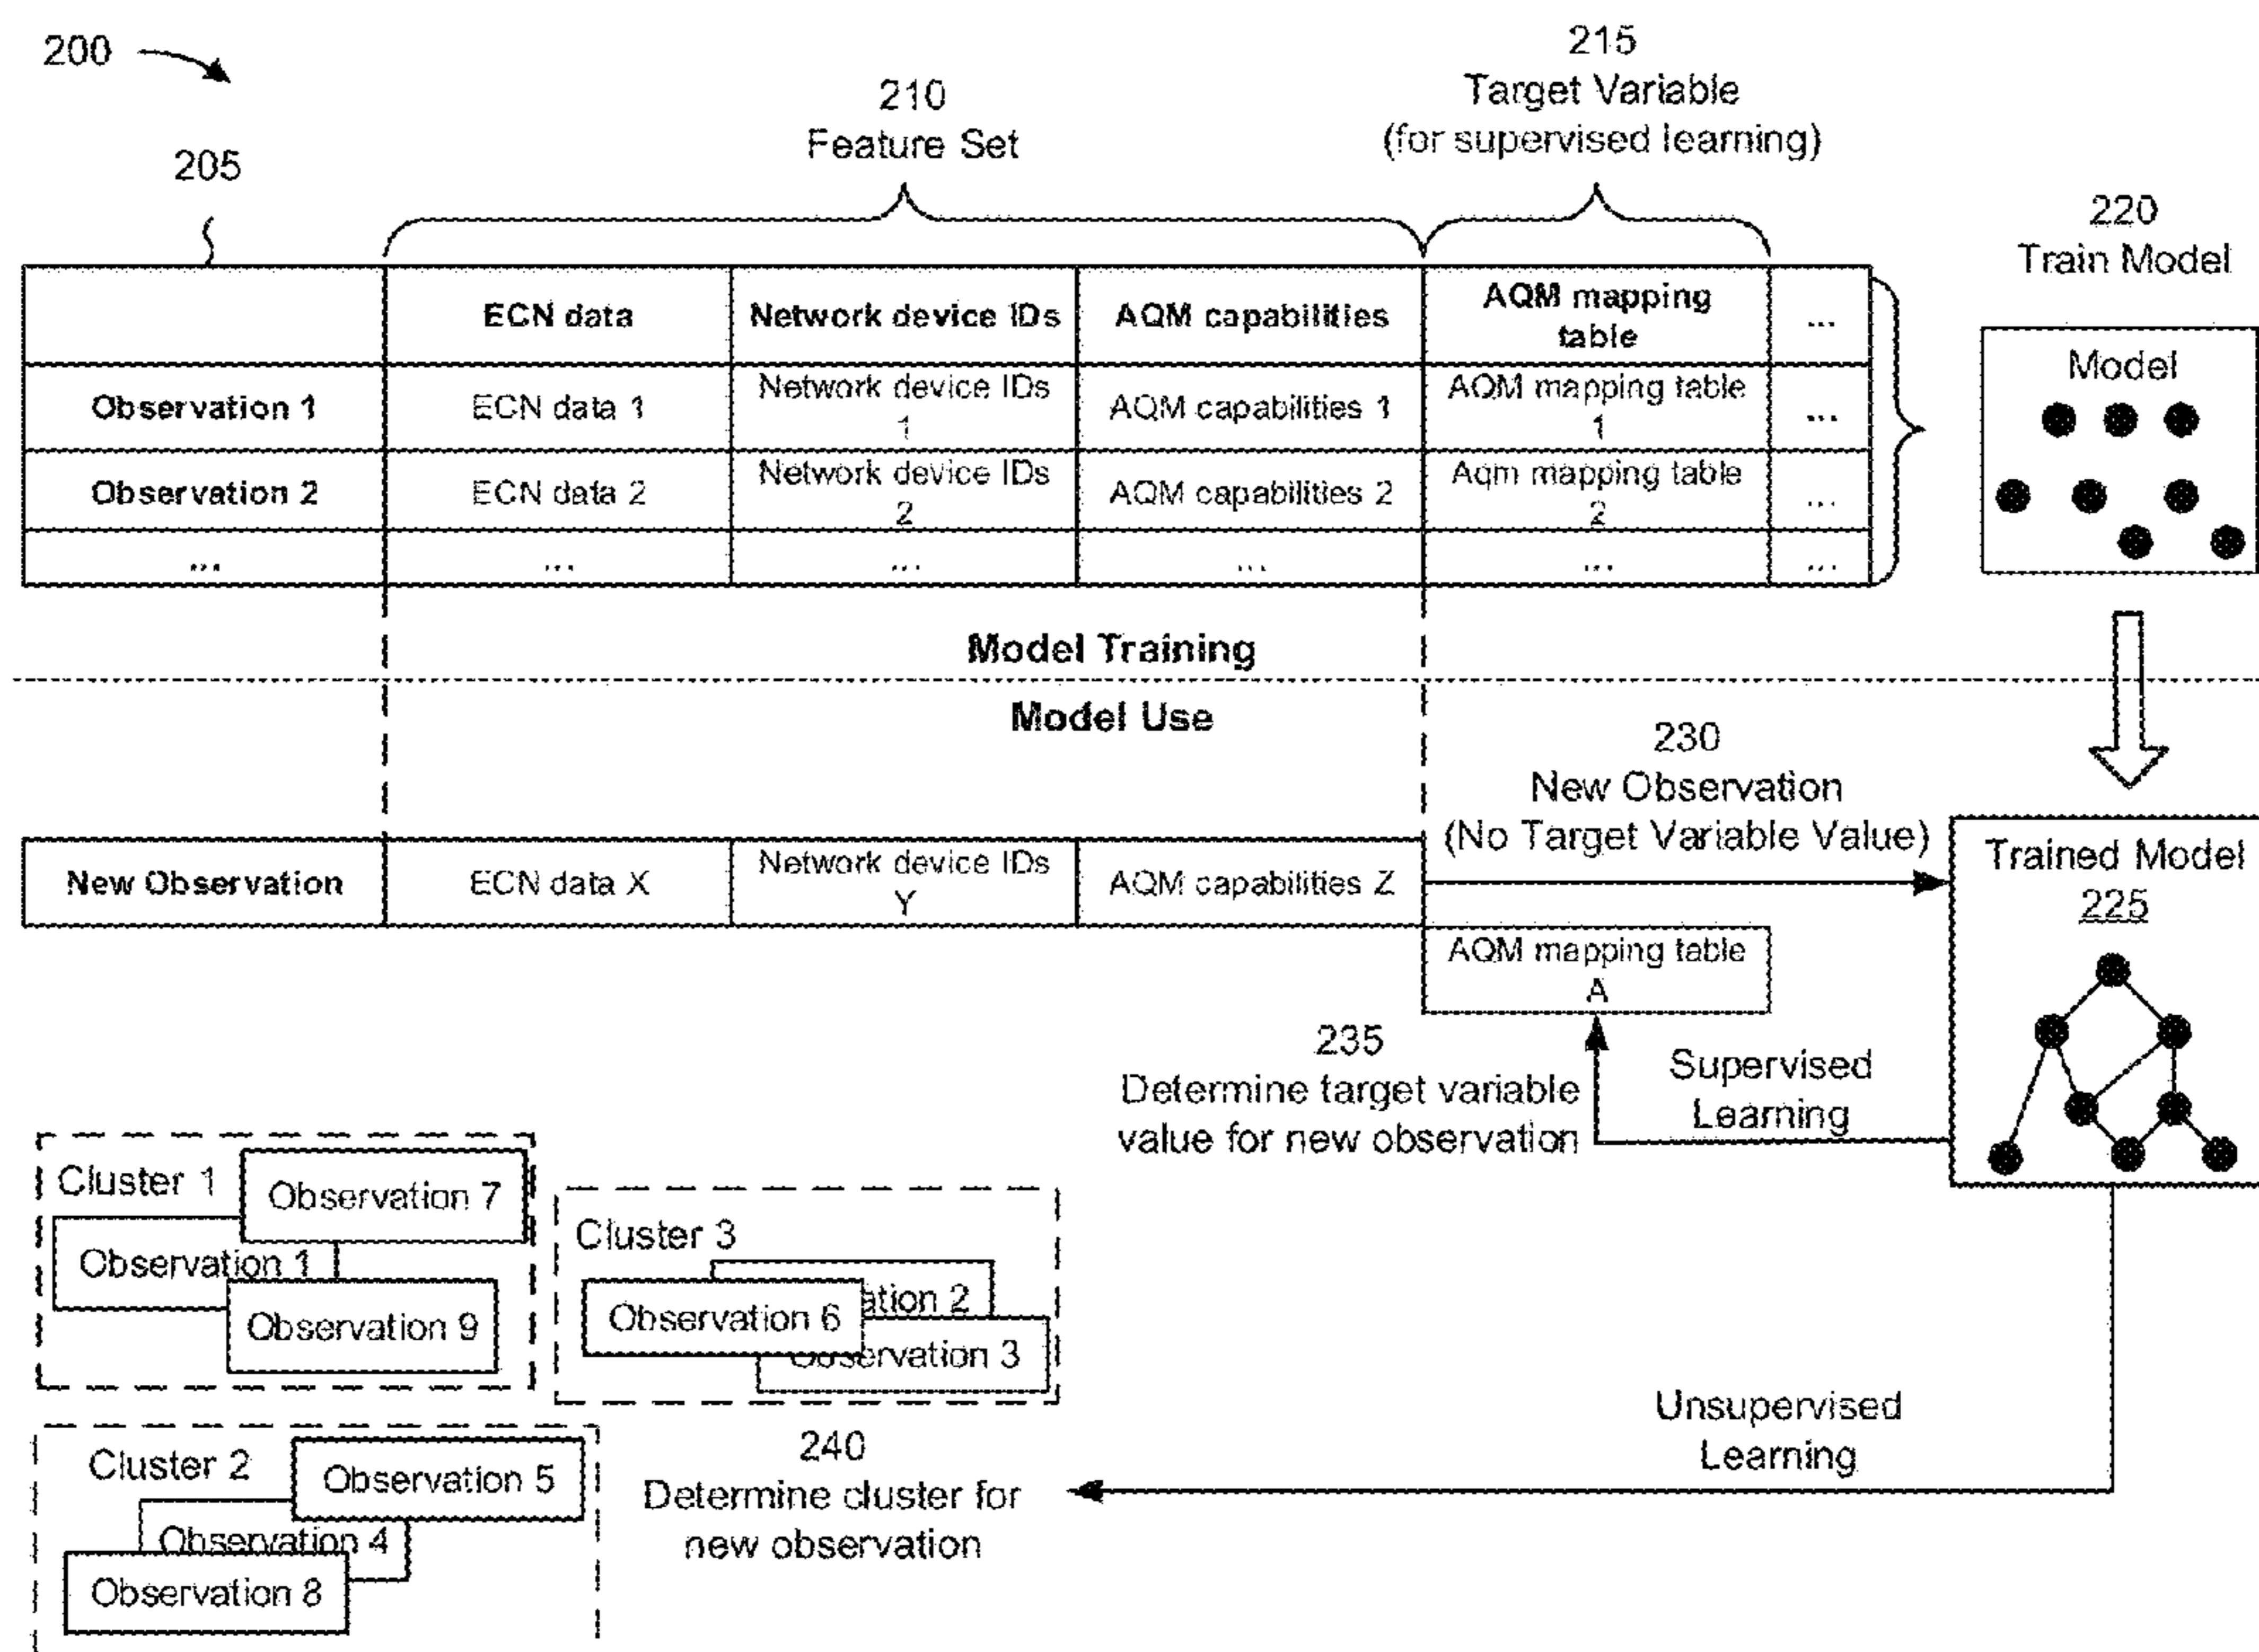 200
205
210
Feature Set
215
Target Variable
(for supervised learning)
220
Train Model
ECN data
Network device IDs
AQM capabilities
AQM mapping
table
...
Observation 1
ECN data 1
Network device IDs
1
AQM capabilities 1
AQM mapping table
1
...
Observation 2
ECN data 2
Network device IDs
2
AQM capabilities 2
Aqm mapping table
2
...
...
...
...
...
...
...
Model
Model Training
Model Use
230
New Observation
(No Target Variable Value)
New Observation
ECN data X
Network device IDs
Y
AQM capabilities Z
AQM mapping table
A
Trained Model
225
235
Determine target variable
value for new observation
Supervised
Learning
Cluster 1
Observation 7
Observation 1
Observation 9
Cluster 3
ation 2
Observation 6
Observation 3
Cluster 2
Observation 5
Observation 4
Observation 8
240
Determine cluster for
new observation
Unsupervised
Learning